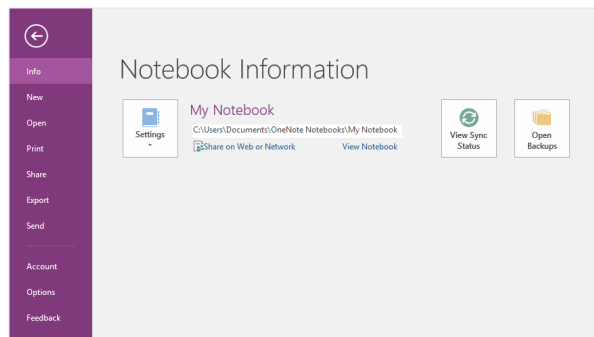 Info
New
Open
Print
Share
Export
Send
Account
Options
Feedback
Notebook Information
Settings
My Notebook
C:\Users\Documents\OneNote Notebooks\My Notebook
Share on Web or Network
View Notebook
View Sync
Status
Open
Backups